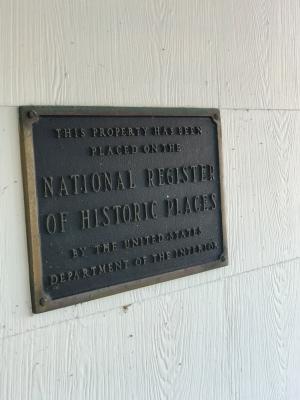 THIS PROPERTY HAS BEEN
PLACED ON THE
NATIONAL REGISTER
OF HISTORIC PLACES
BY THE UNITED STATES
DEPARTMENT OF THE INTERIOR